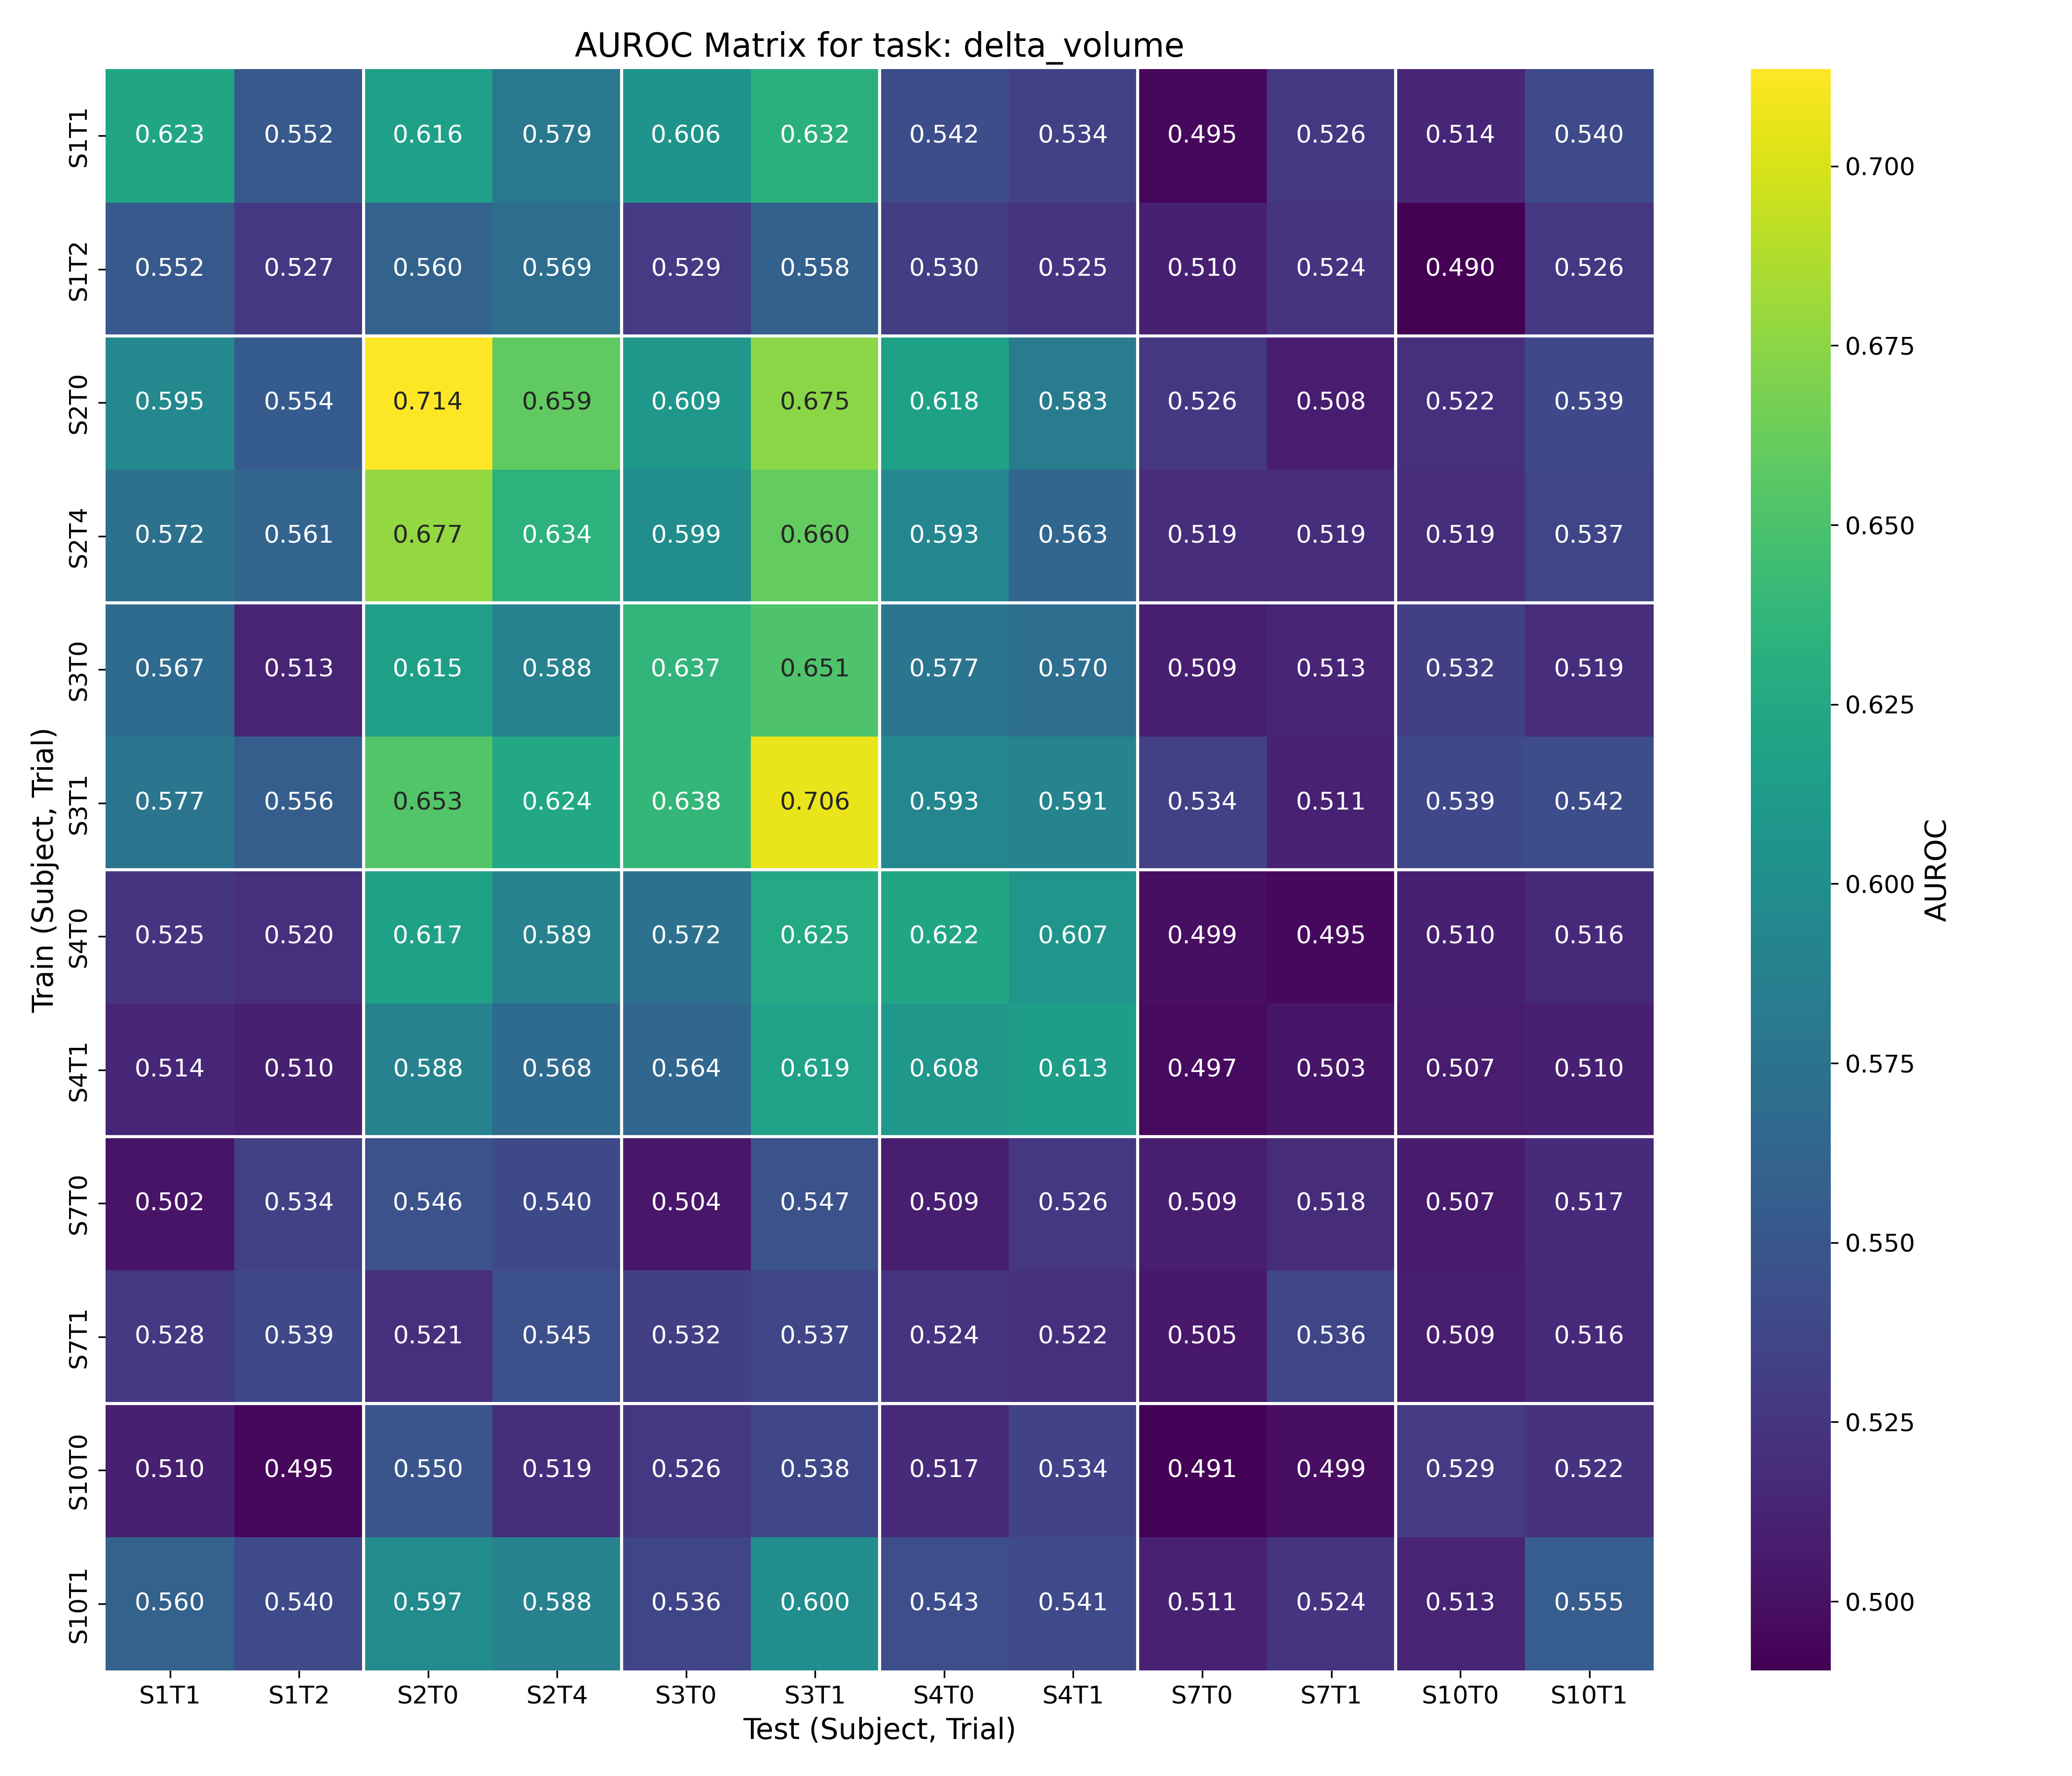 AUROC Matrix for task: delta_volume
S1T1 0.623 0.552 0.616 0.579 0.606 0.632 0.542 0.534 0.495 0.526 0.514 0.540
S1T2 0.552 0.527 0.560 0.569 0.529 0.558 0.530 0.525 0.510 0.524 0.490 0.526
S2T0 0.595 0.554 0.714 0.659 0.609 0.675 0.618 0.583 0.526 0.508 0.522 0.539
S2T4 0.572 0.561 0.677 0.634 0.599 0.660 0.593 0.563 0.519 0.519 0.519 0.537
S3T0 0.567 0.513 0.615 0.588 0.637 0.651 0.577 0.570 0.509 0.513 0.532 0.519
S3T1 0.577 0.556 0.653 0.624 0.638 0.706 0.593 0.591 0.534 0.511 0.539 0.542
S4T0 0.525 0.520 0.617 0.589 0.572 0.625 0.622 0.607 0.499 0.495 0.510 0.516
S4T1 0.514 0.510 0.588 0.568 0.564 0.619 0.608 0.613 0.497 0.503 0.507 0.510
S7T0 0.502 0.534 0.546 0.540 0.504 0.547 0.509 0.526 0.509 0.518 0.507 0.517
S7T1 0.528 0.539 0.521 0.545 0.532 0.537 0.524 0.522 0.505 0.536 0.509 0.516
S10T0 0.510 0.495 0.550 0.519 0.526 0.538 0.517 0.534 0.491 0.499 0.529 0.522
S10T1 0.560 0.540 0.597 0.588 0.536 0.600 0.543 0.541 0.511 0.524 0.513 0.555
S1T1 S1T2 S2T0 S2T4 S3T0 S3T1 S4T0 S4T1 S7T0 S7T1 S10T0 S10T1
Test (Subject, Trial)
Train (Subject, Trial)
0.700
0.675
0.650
0.625
0.600
0.575
0.550
0.525
0.500
AUROC